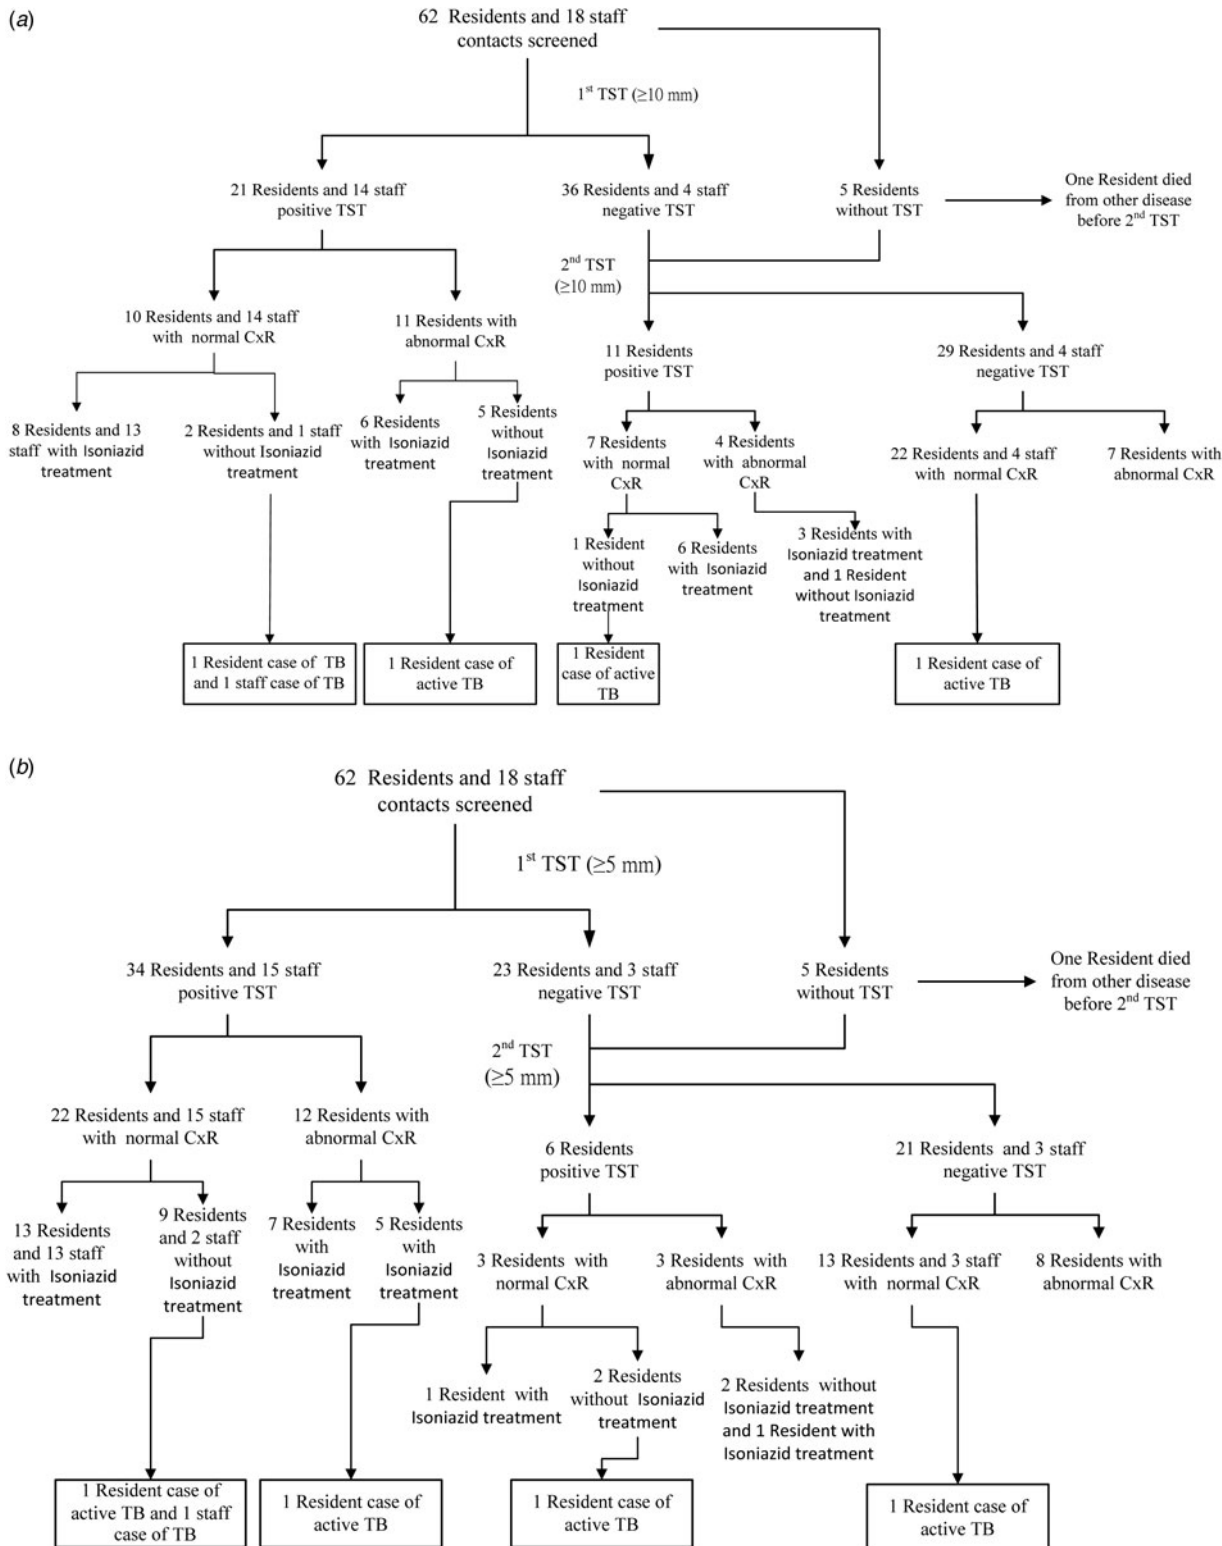 (a)
62 Residents and 18 staff
contacts screened
1st TST (≥10 mm)
21 Residents and 14 staff
positive TST
36 Residents and 4 staff
negative TST
5 Residents
without TST
One Resident died
from other disease
before 2nd TST
2nd TST
(≥10 mm)
10 Residents and 14 staff
with normal CxR
11 Residents with
abnormal CxR
11 Residents
positive TST
29 Residents and 4 staff
negative TST
8 Residents and 13
staff with Isoniazid
treatment
2 Residents and 1 staff
without Isoniazid
treatment
6 Residents
with Isoniazid
treatment
5 Residents
without
Isoniazid
treatment
7 Residents
with normal
CxR
4 Residents
with abnormal
CxR
22 Residents and 4 staff
with normal CxR
7 Residents with
abnormal CxR
1
Resident
without
Isoniazid
treatment
6 Residents
with Isoniazid
treatment
3 Residents with
Isoniazid treatment
and 1 Resident
without Isoniazid
treatment
1 Resident case of TB
and 1 staff case of TB
1 Resident case of
active TB
1 Resident
case of active
TB
1 Resident case of
active TB
(b)
62 Residents and 18 staff
contacts screened
1st TST (≥5 mm)
34 Residents and 15 staff
positive TST
23 Residents and 3 staff
negative TST
5 Residents
without TST
One Resident died
from other disease
before 2nd TST
2nd TST
(≥5 mm)
22 Residents and 15 staff
with normal CxR
12 Residents with
abnormal CxR
6 Residents
positive TST
21 Residents and 3 staff
negative TST
13 Residents
and 13 staff
with Isoniazid
treatment
9 Residents
and 2 staff
without
Isoniazid
treatment
7 Residents
with
Isoniazid
treatment
5 Residents
with
Isoniazid
treatment
3 Residents with
normal CxR
3 Residents with
abnormal CxR
13 Residents and 3 staff
with normal CxR
8 Residents with
abnormal CxR
1 Resident with
Isoniazid treatment
2 Residents
without Isoniazid
treatment
2 Residents without
Isoniazid treatment
and 1 Resident with
Isoniazid treatment
1 Resident case of
active TB and 1 staff
case of TB
1 Resident case of
active TB
1 Resident case of
active TB
1 Resident case of
active TB